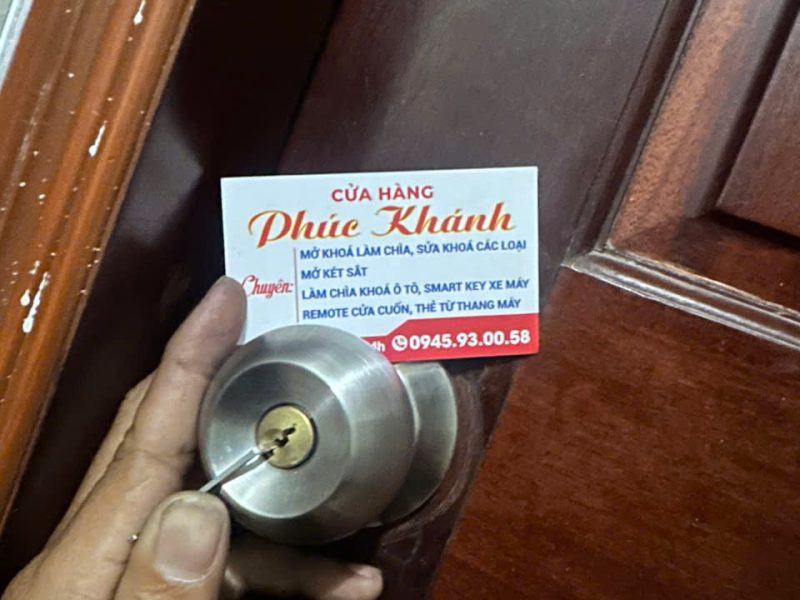 CỬA HÀNG
Phúc Khánh
Chuyên:
MỞ KHOÁ LÀM CHÌA, SỬA KHOÁ CÁC LOẠI
MỞ KÉT SẮT
LÀM CHÌA KHOÁ Ô TÔ, SMART KEY XE MÁY
REMOTE CỬA CUỐN, THẺ TỪ THANG MÁY
4h 0945.93.00.58